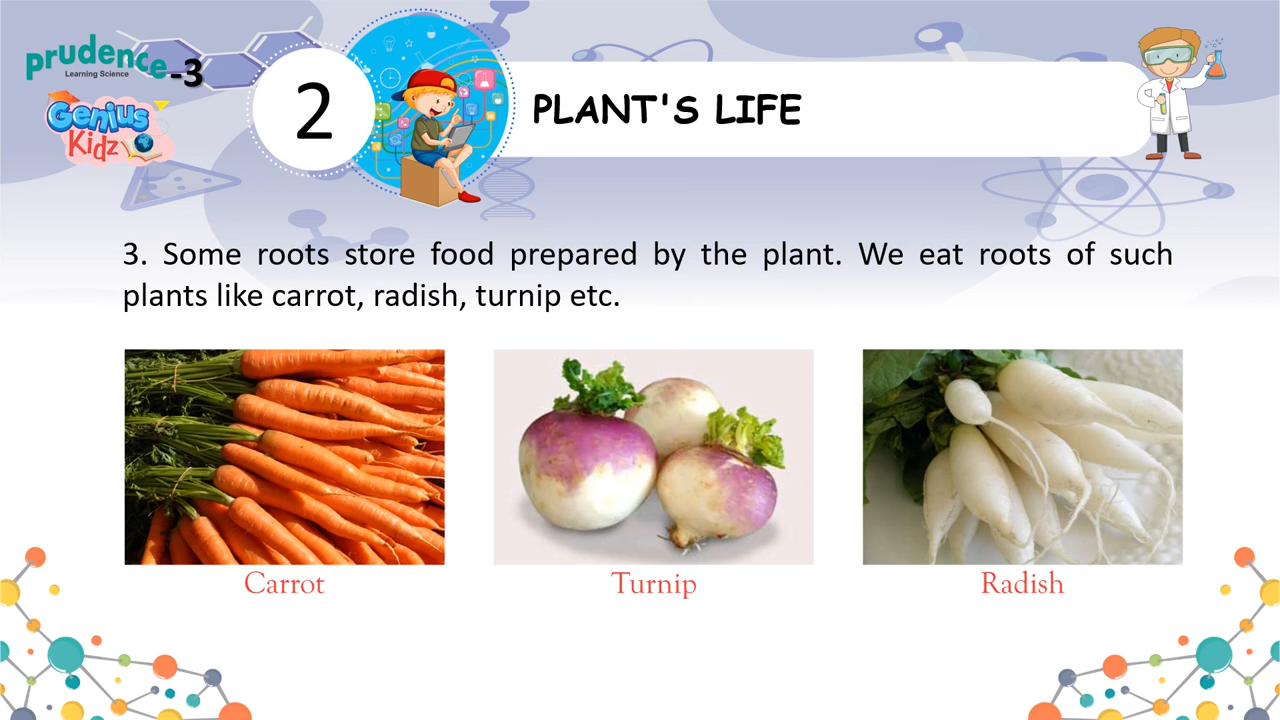 prudence-3
Learning Science
Genius
Kidz
2
PLANT'S LIFE
3. Some roots store food prepared by the plant. We eat roots of such
plants like carrot, radish, turnip etc.
Carrot
Turnip
Radish